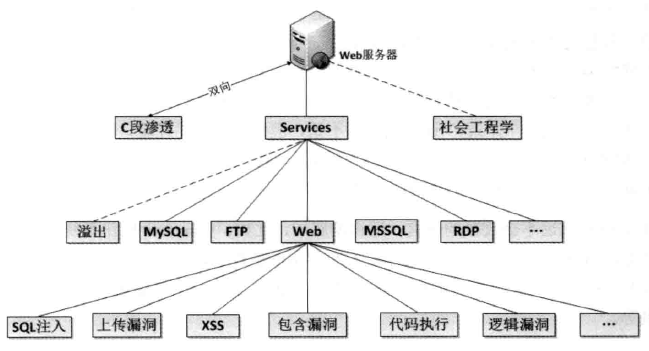 Web服务器
双向
C段渗透
Services
社会工程学
溢出
MySQL
FTP
Web
MSSQL
RDP
...
SQL注入
上传漏洞
XSS
包含漏洞
代码执行
逻辑漏洞
...